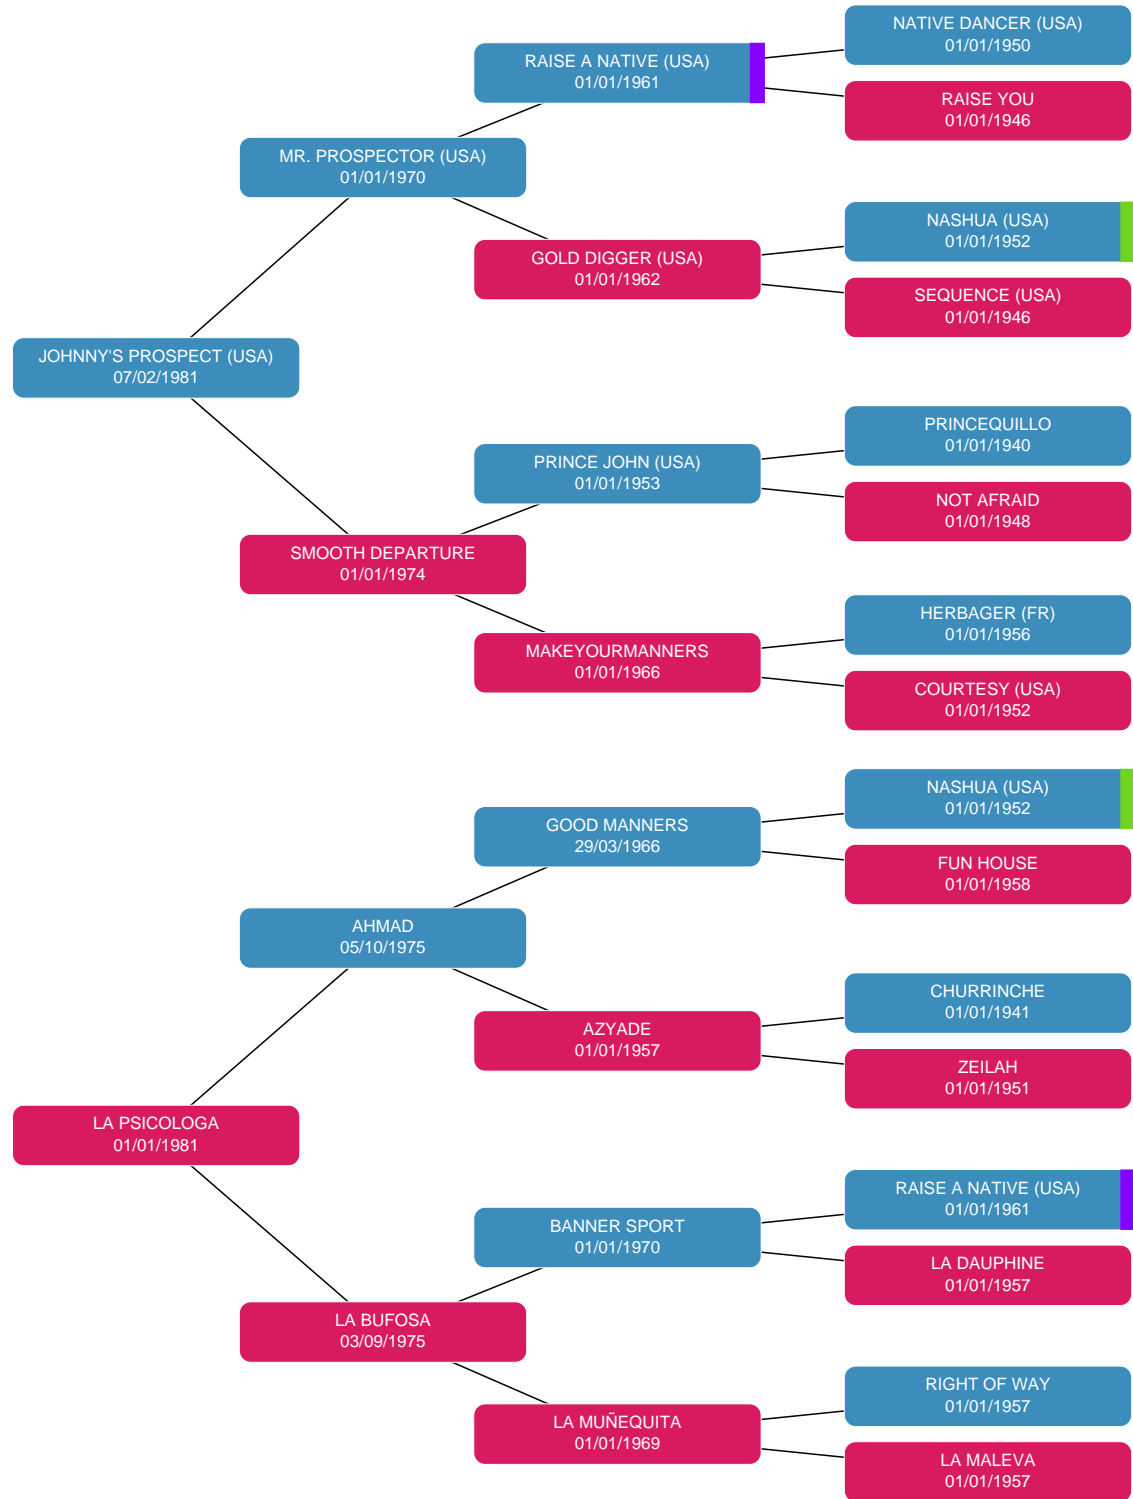 NATIVE DANCER (USA)
01/01/1950
RAISE A NATIVE (USA)
01/01/1961
RAISE YOU
01/01/1946
MR. PROSPECTOR (USA)
01/01/1970
NASHUA (USA)
01/01/1952
GOLD DIGGER (USA)
01/01/1962
SEQUENCE (USA)
01/01/1946
JOHNNY'S PROSPECT (USA)
07/02/1981
PRINCEQUILLO
01/01/1940
PRINCE JOHN (USA)
01/01/1953
NOT AFRAID
01/01/1948
SMOOTH DEPARTURE
01/01/1974
HERBAGER (FR)
01/01/1956
MAKEYOURMANNERS
01/01/1966
COURTESY (USA)
01/01/1952
NASHUA (USA)
01/01/1952
GOOD MANNERS
29/03/1966
FUN HOUSE
01/01/1958
AHMAD
05/10/1975
CHURRINCHE
01/01/1941
AZYADE
01/01/1957
ZEILAH
01/01/1951
LA PSICOLOGA
01/01/1981
RAISE A NATIVE (USA)
01/01/1961
BANNER SPORT
01/01/1970
LA DAUPHINE
01/01/1957
LA BUFOSA
03/09/1975
RIGHT OF WAY
01/01/1957
LA MUÑEQUITA
01/01/1969
LA MALEVA
01/01/1957